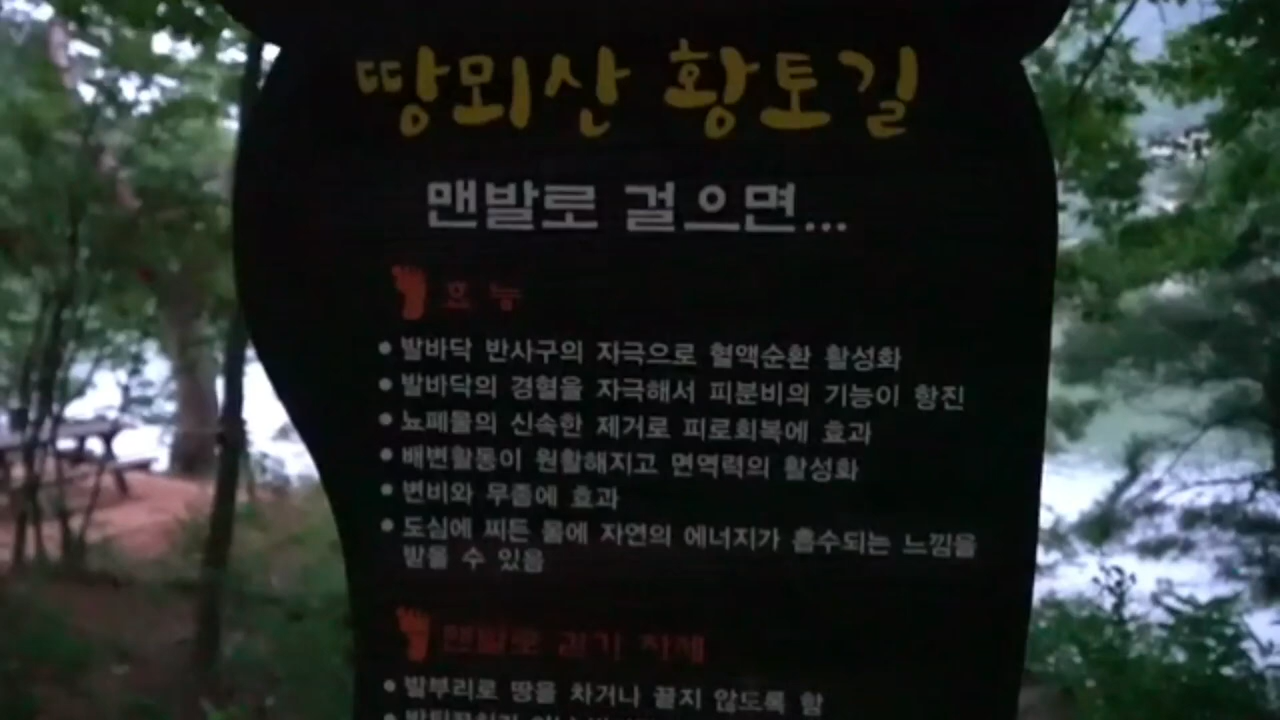 땅뫼산 황토길
맨발로 걸으면...
효능
● 발바닥 반사구의 자극으로 혈액순환 활성화
● 발바닥의 경혈을 자극해서 피분비의 기능이 항진
● 뇨폐물의 신속한 제거로 피로회복에 효과
● 배변활동이 원활해지고 면역력의 활성화
● 변비와 무좀에 효과
● 도심에 찌든 몸에 자연의 에너지가 흡수되는 느낌을
받을 수 있음
맨발로 걷기 자세
● 발부리로 땅을 차거나 끌지 않도록 함